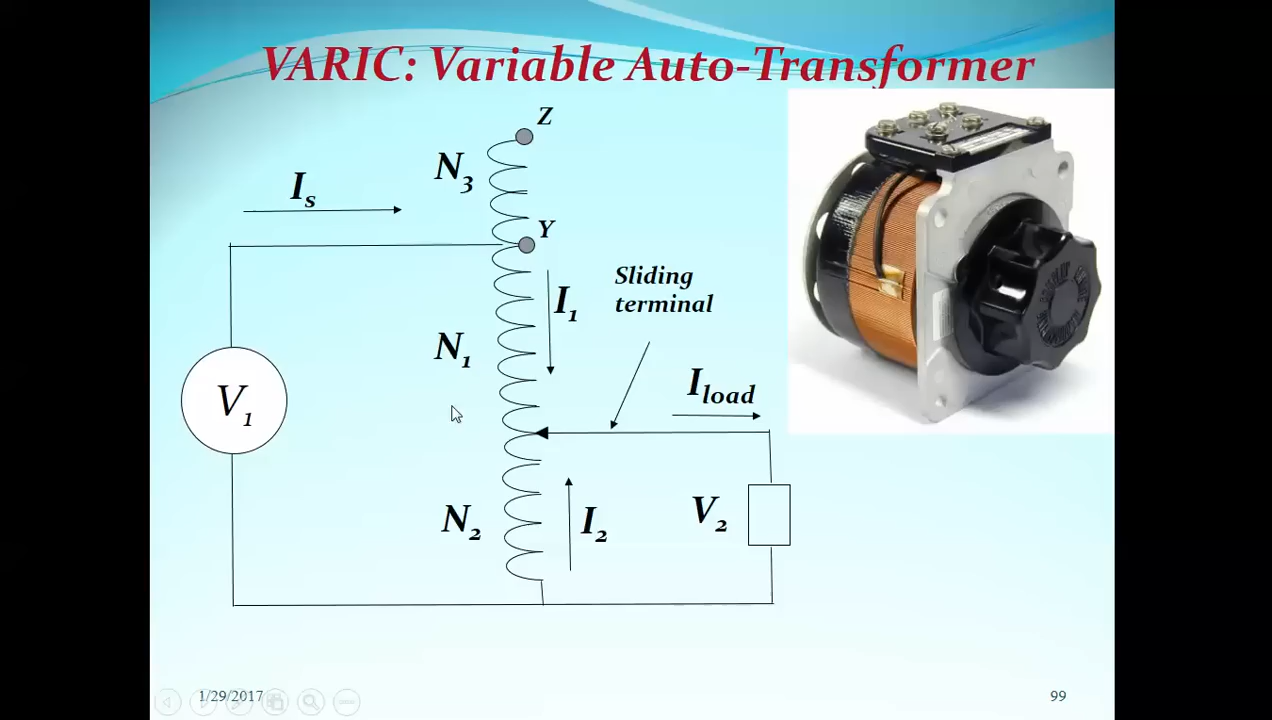 VARIC: Variable Auto-Transformer
Z
N3
Is
Y
Sliding
terminal
I1
N1
Iload
V1
N2
I2
V2
1/29/2017
99